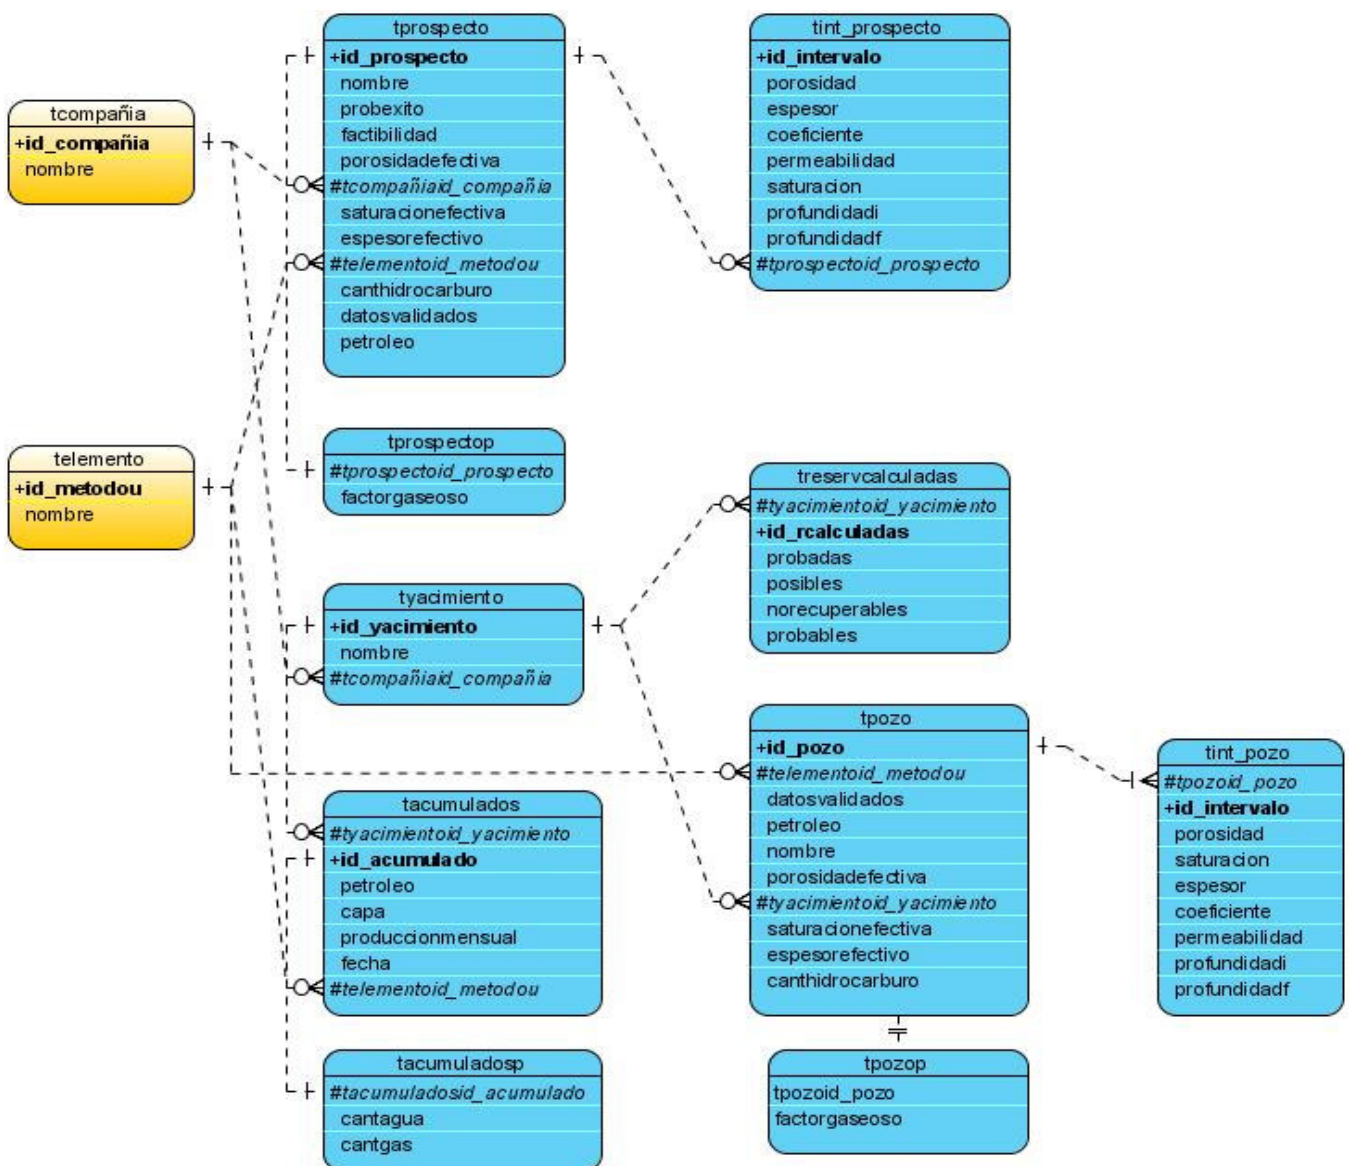 tcompañia
+id_compañia
nombre
telemento
+id_metodou
nombre
tprospecto
+id_prospecto
nombre
probexito
factibilidad
porosidadefectiva
#tcompañiaid_compañia
saturacionefectiva
espesorefectivo
#telementoid_metodou
canthidrocarburo
datosvalidados
petroleo
tint_prospecto
+id_intervalo
porosidad
espesor
coeficiente
permeabilidad
saturacion
profundidadi
profundidadf
#tprospectoid_prospecto
tprospectop
#tprospectoid_prospecto
factorgaseoso
treservcalculadas
#tyacimientoid_yacimiento
+id_rcalculadas
probadas
posibles
norecuperables
probables
tyacimiento
+id_yacimiento
nombre
#tcompañiaid_compañia
tpozo
+id_pozo
#telementoid_metodou
datosvalidados
petroleo
nombre
porosidadefectiva
#tyacimientoid_yacimiento
saturacionefectiva
espesorefectivo
canthidrocarburo
tint_pozo
#tpozoid_pozo
+id_intervalo
porosidad
saturacion
espesor
coeficiente
permeabilidad
profundidadi
profundidadf
tacumulados
#tyacimientoid_yacimiento
+id_acumulado
petroleo
capa
produccionmensual
fecha
#telementoid_metodou
tacumuladosp
#tacumuladosid_acumulado
cantagua
cantgas
tpozop
tpozoid_pozo
factorgaseoso